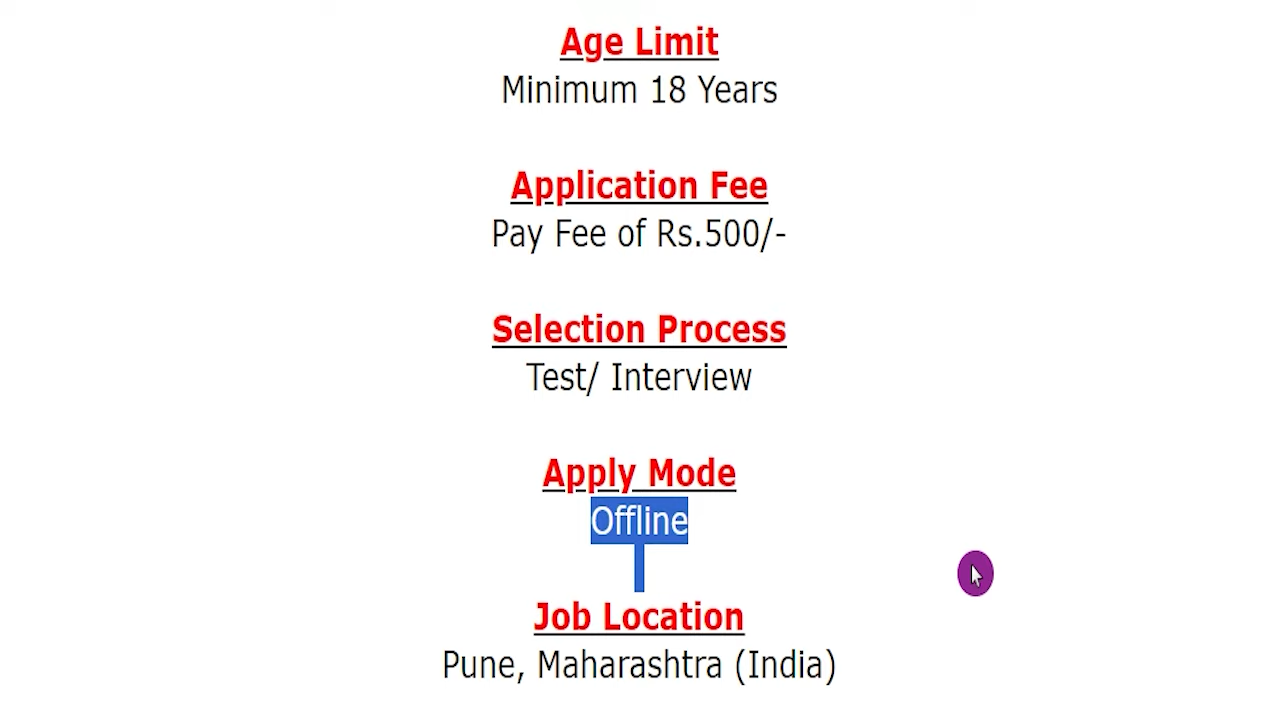 Age Limit
Minimum 18 Years
Application Fee
Pay Fee of Rs.500/-
Selection Process
Test/ Interview
Apply Mode
Offline
Job Location
Pune, Maharashtra (India)